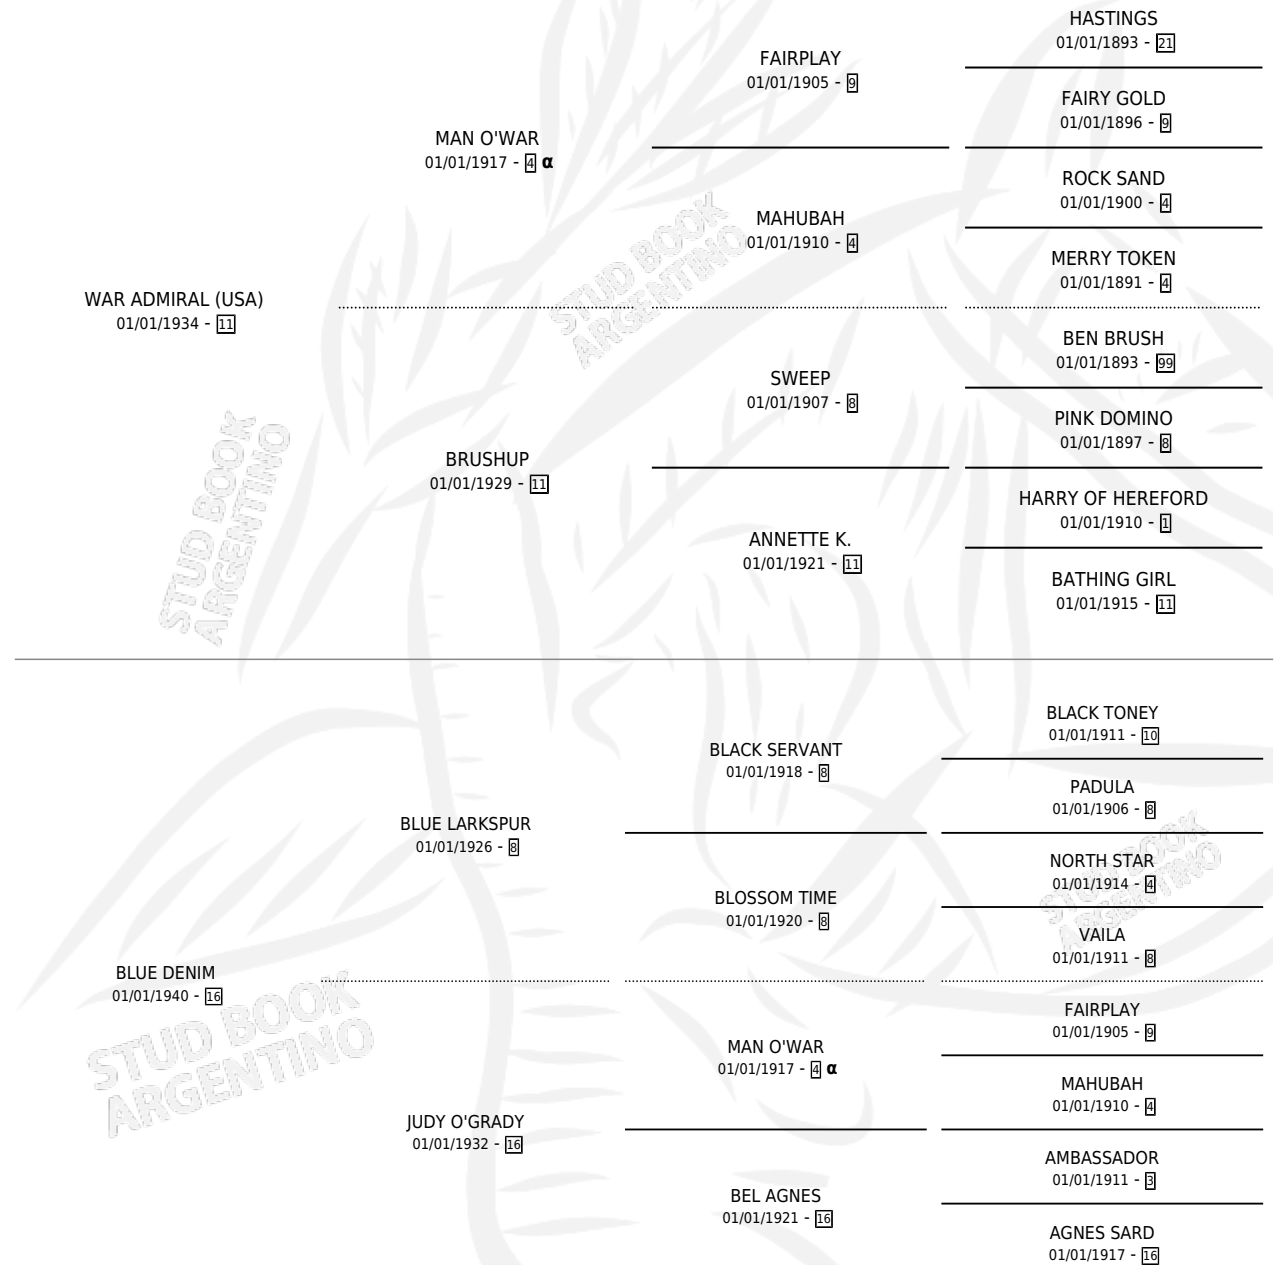 HASTINGS
01/01/1893 - 21
FAIRPLAY
01/01/1905 - 9
FAIRY GOLD
01/01/1896 - 9
MAN O'WAR
01/01/1917 - 4 α
ROCK SAND
01/01/1900 - 4
MAHUBAH
01/01/1910 - 4
MERRY TOKEN
01/01/1891 - 4
WAR ADMIRAL (USA)
01/01/1934 - 11
BEN BRUSH
01/01/1893 - 99
SWEEP
01/01/1907 - 8
PINK DOMINO
01/01/1897 - 8
BRUSHUP
01/01/1929 - 11
HARRY OF HEREFORD
01/01/1910 - 1
ANNETTE K.
01/01/1921 - 11
BATHING GIRL
01/01/1915 - 11
BLACK TONEY
01/01/1911 - 10
BLACK SERVANT
01/01/1918 - 8
PADULA
01/01/1906 - 8
BLUE LARKSPUR
01/01/1926 - 8
NORTH STAR
01/01/1914 - 4
BLOSSOM TIME
01/01/1920 - 8
VAILA
01/01/1911 - 8
BLUE DENIM
01/01/1940 - 16
FAIRPLAY
01/01/1905 - 9
MAN O'WAR
01/01/1917 - 4 α
MAHUBAH
01/01/1910 - 4
JUDY O'GRADY
01/01/1932 - 16
AMBASSADOR
01/01/1911 - 3
BEL AGNES
01/01/1921 - 16
AGNES SARD
01/01/1917 - 16
STUD BOOK
ARGENTINO
STUD BOOK
ARGENTINO
STUD BOOK
ARGENTINO
STUD BOOK
ARGENTINO